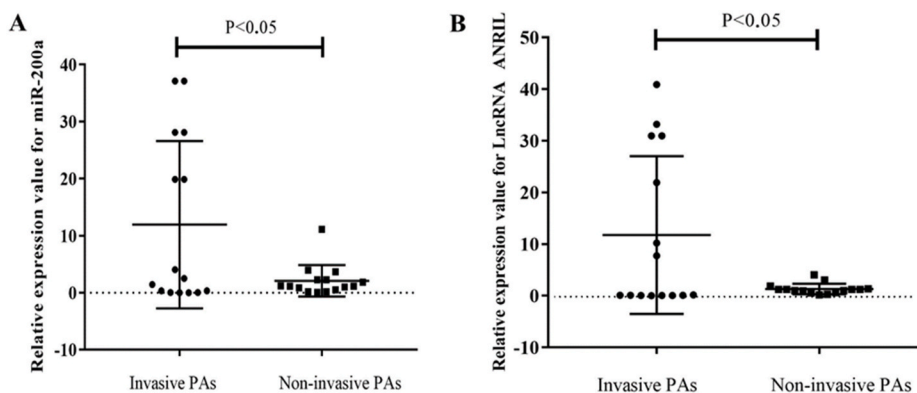 A
P<0.05
Relative expression value for miR-200a
40
30
20
10
0
-10
Invasive PAs
Non-invasive PAs
B
P<0.05
Relative expression value for LncRNA ANRIL
50
40
30
20
10
0
-10
Invasive PAs
Non-invasive PAs